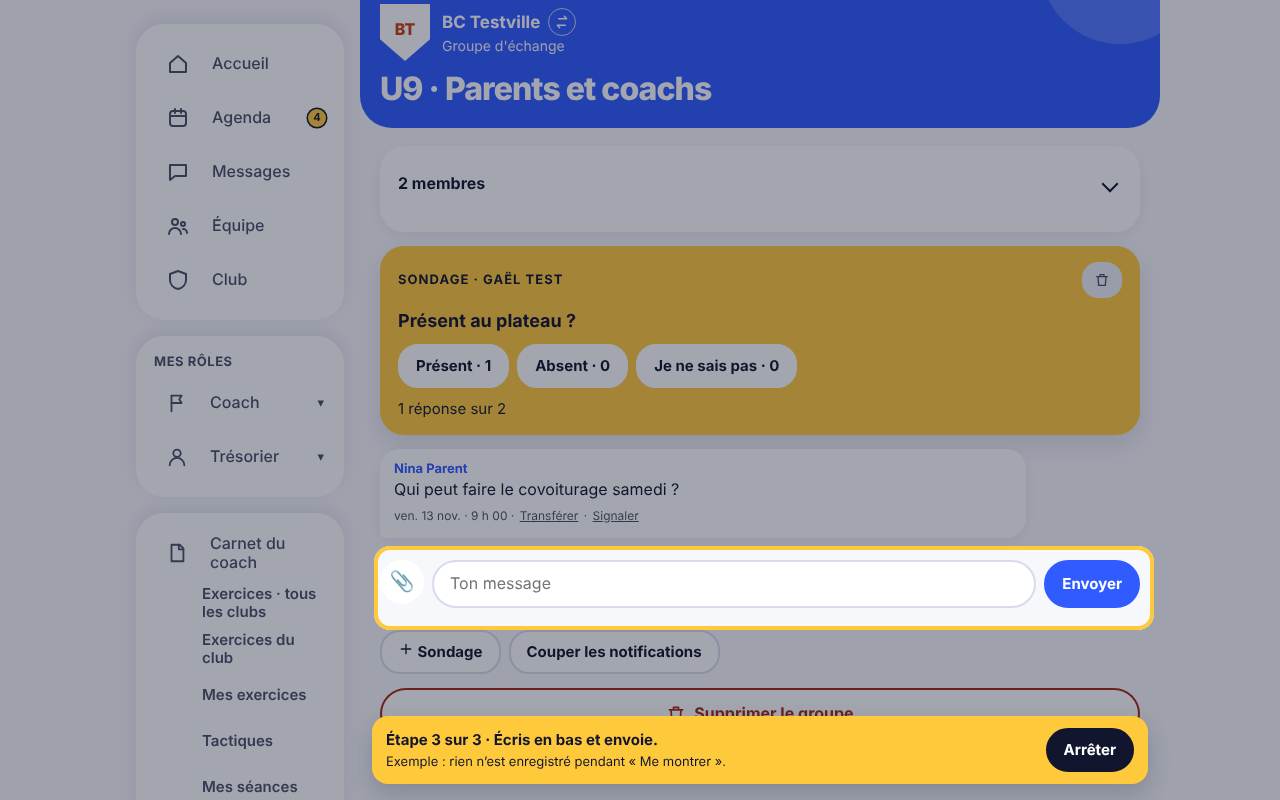 Accueil
Agenda
4
Messages
Équipe
Club
MES RÔLES
Coach
Trésorier
Carnet du
coach
Exercices · tous
les clubs
Exercices du
club
Mes exercices
Tactiques
Mes séances
BT
BC Testville
Groupe d'échange
U9 · Parents et coachs
2 membres
SONDAGE · GAËL TEST
Présent au plateau ?
Présent · 1
Absent · 0
Je ne sais pas · 0
1 réponse sur 2
Nina Parent
Qui peut faire le covoiturage samedi ?
ven. 13 nov. · 9 h 00 · Transférer · Signaler
Ton message
Envoyer
+ Sondage
Couper les notifications
Supprimer le groupe
Étape 3 sur 3 · Écris en bas et envoie.
Exemple : rien n’est enregistré pendant « Me montrer ».
Arrêter